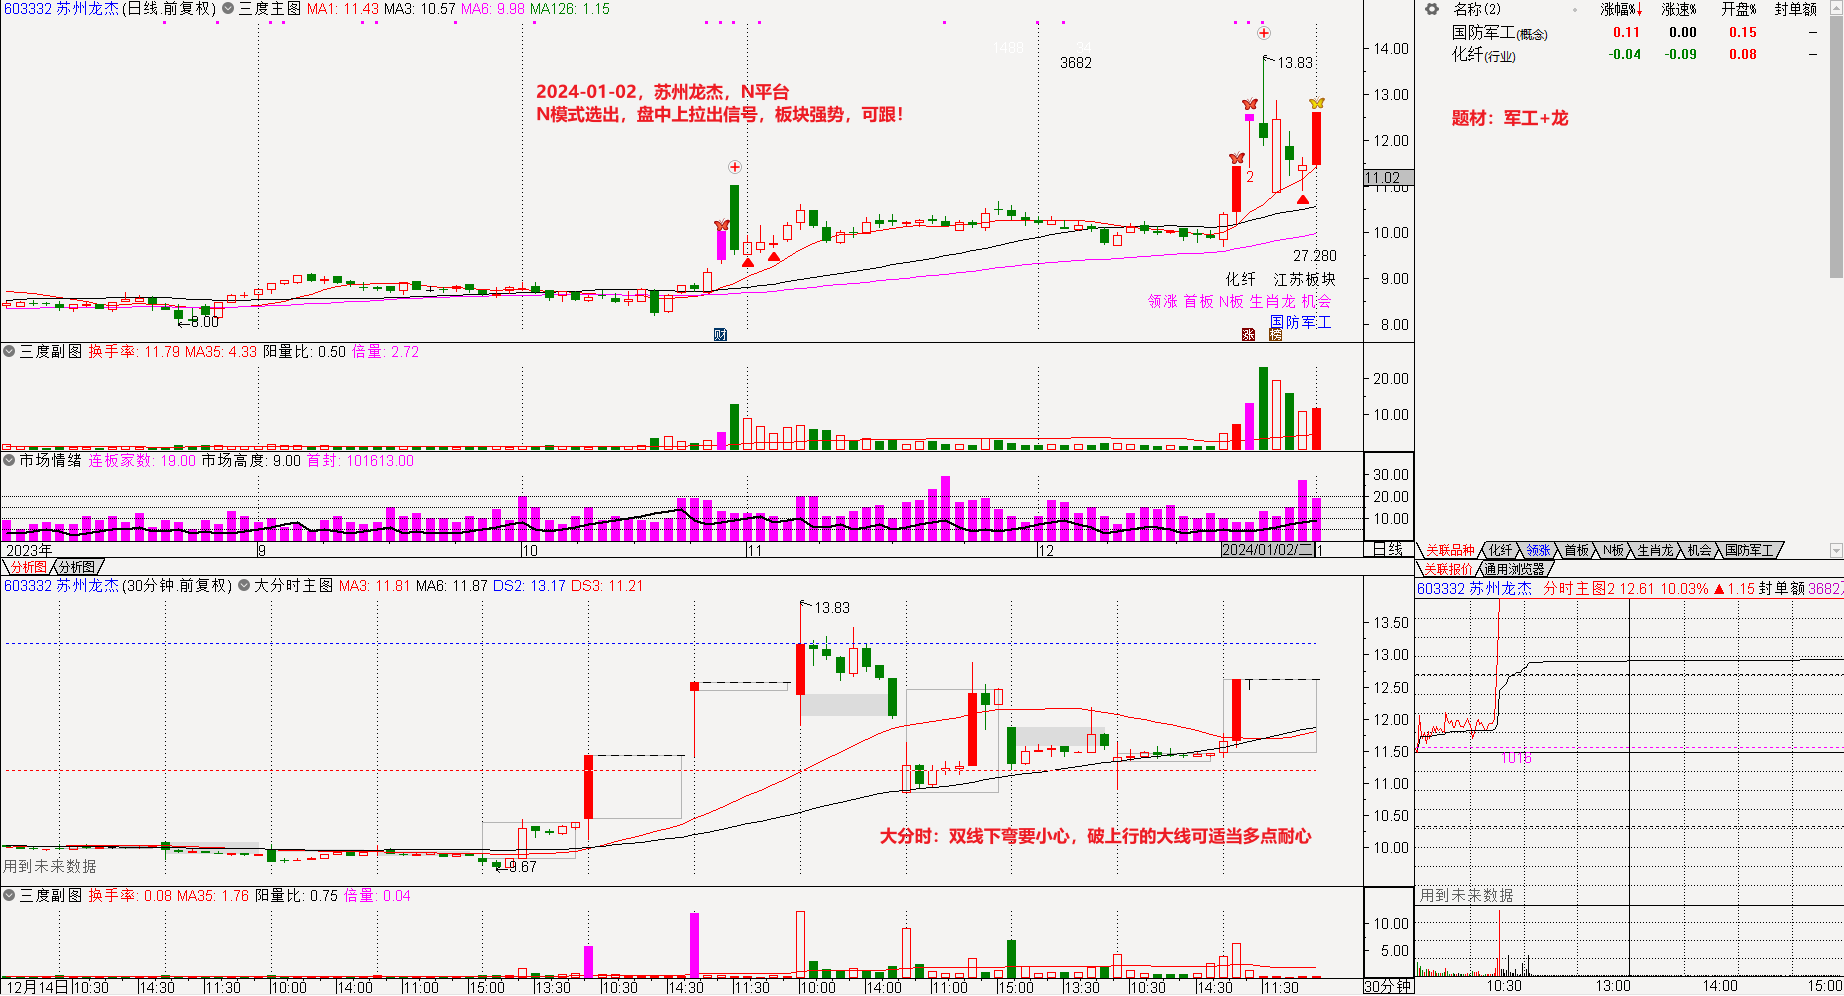 603332 苏州龙杰(日线.前复权) 三度主图 MA1: 11.43 MA3: 10.57 MA6: 9.98 MA126: 1.15
1488 34
3682
13.83
2024-01-02，苏州龙杰，N平台
N模式选出，盘中上拉出信号，板块强势，可跟！
2
27.280
化纤 江苏板块
领涨 首板 N板 生肖龙 机会
国防军工
8.00
财 涨 榜
14.00
13.00
12.00
11.02
11.00
10.00
9.00
8.00
三度副图 换手率: 11.79 MA35: 4.33 阳量比: 0.50 倍量: 2.72
20.00
10.00
市场情绪 连板家数: 19.00 市场高度: 9.00 首封: 101613.00
30.00
20.00
10.00
2023年 9 10 11 12 2024/01/02/二 1 日线
分析图 分析图
603332 苏州龙杰(30分钟.前复权) 大分时主图 MA3: 11.81 MA6: 11.87 DS2: 13.17 DS3: 11.21
13.83
9.67
大分时：双线下弯要小心，破上行的大线可适当多点耐心
用到未来数据
13.50
13.00
12.50
12.00
11.50
11.00
10.50
10.00
三度副图 换手率: 0.08 MA35: 1.76 阳量比: 0.75 倍量: 0.04
10.00
5.00
12月14日 10:30 14:30 11:30 10:00 14:00 11:00 15:00 13:30 10:30 14:30 11:30 10:00 14:00 11:00 15:00 13:30 10:30 14:30 11:30 30分钟
名称(2) 涨幅%↓ 涨速% 开盘% 封单额
国防军工(概念) 0.11 0.00 0.15 —
化纤(行业) -0.04 -0.09 0.08 —
题材：军工+龙
关联品种 化纤 领涨 首板 N板 生肖龙 机会 国防军工
关联报价 通用浏览器
603332 苏州龙杰 分时主图2 12.61 10.03% ▲1.15 封单额 3682
1016
用到未来数据
10:30 13:00 14:00 15:00